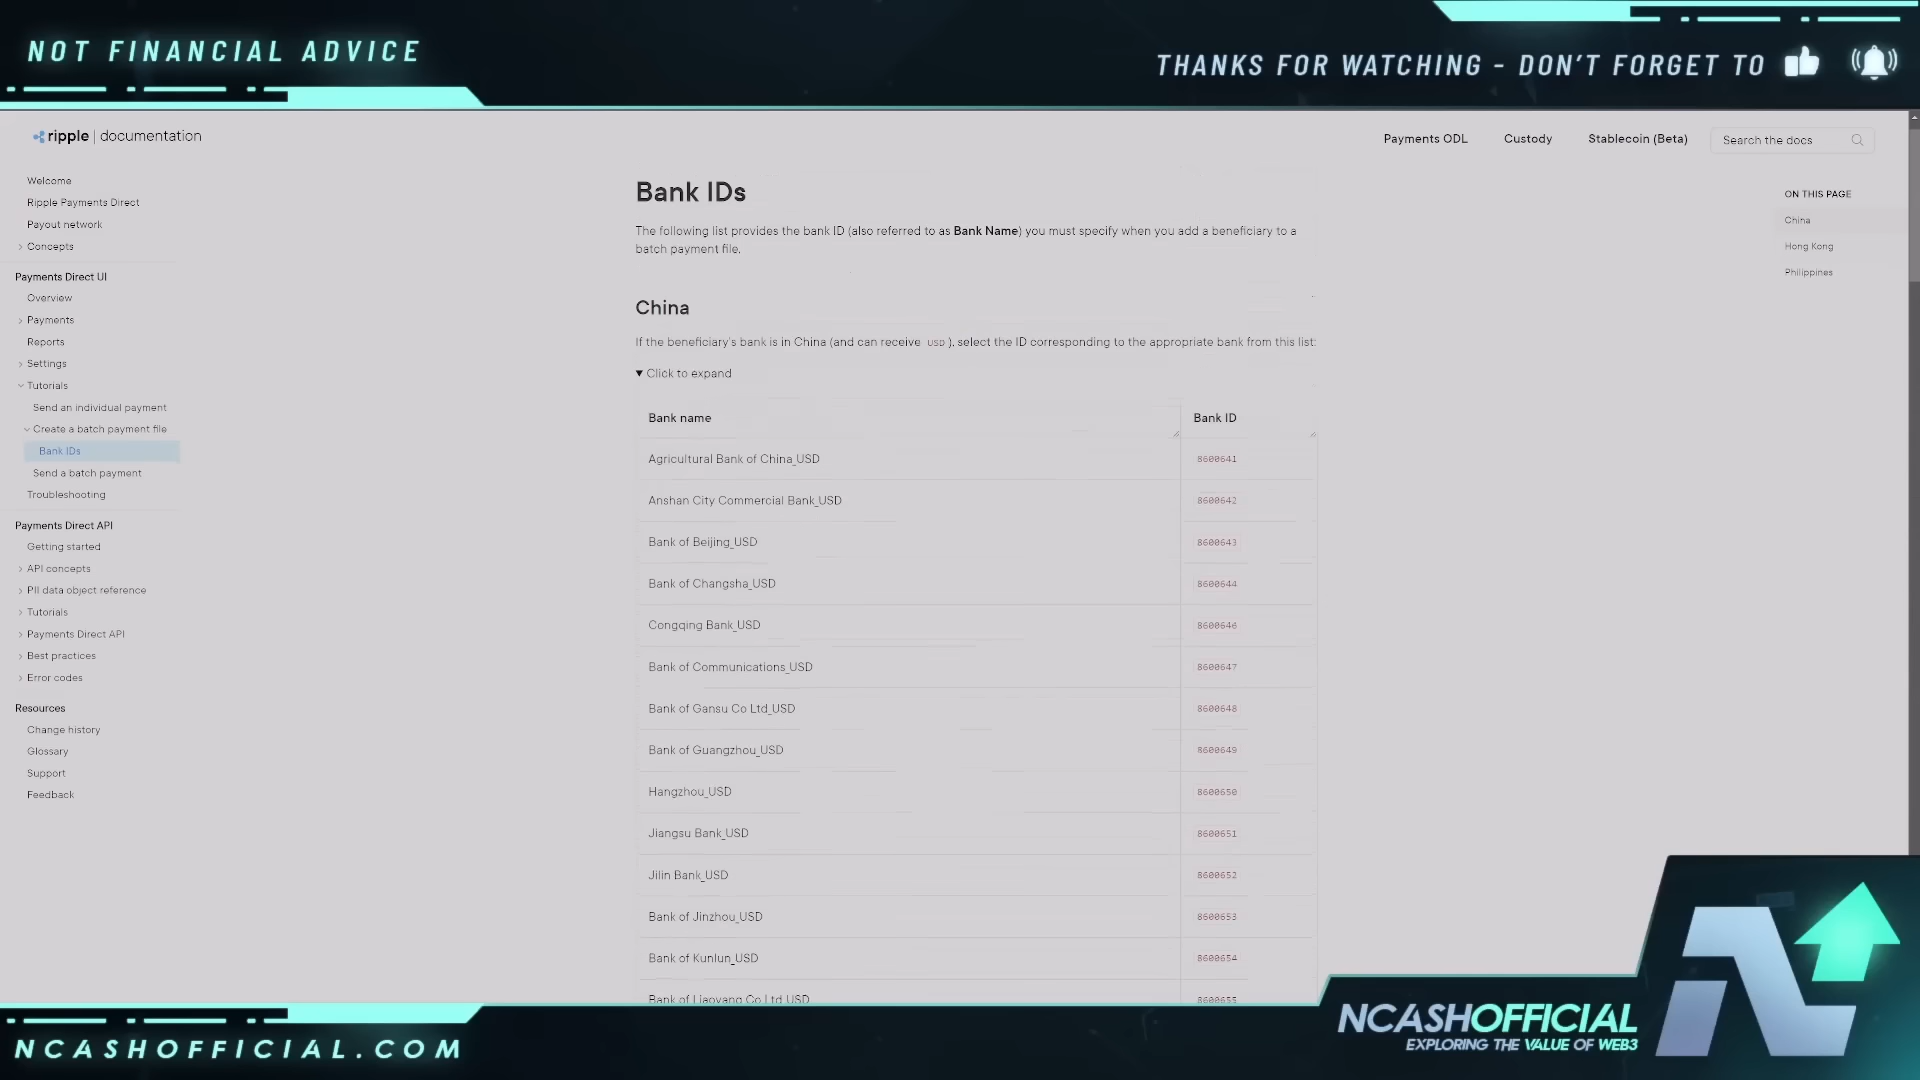 NOT FINANCIAL ADVICE
THANKS FOR WATCHING - DON'T FORGET TO
ripple | documentation
Payments ODL
Custody
Stablecoin (Beta)
Search the docs
Welcome
Ripple Payments Direct
Payout network
Concepts
Payments Direct UI
Overview
Payments
Reports
Settings
Tutorials
Send an individual payment
Create a batch payment file
Bank IDs
Send a batch payment
Troubleshooting
Payments Direct API
Getting started
API concepts
PII data object reference
Tutorials
Payments Direct API
Best practices
Error codes
Resources
Change history
Glossary
Support
Feedback
Bank IDs
The following list provides the bank ID (also referred to as Bank Name) you must specify when you add a beneficiary to a
batch payment file.
China
If the beneficiary's bank is in China (and can receive USD ), select the ID corresponding to the appropriate bank from this list:
▼ Click to expand
Bank name Bank ID
Agricultural Bank of China_USD 8600641
Anshan City Commercial Bank_USD 8600642
Bank of Beijing_USD 8600643
Bank of Changsha_USD 8600644
Congqing Bank_USD 8600646
Bank of Communications_USD 8600647
Bank of Gansu Co Ltd_USD 8600648
Bank of Guangzhou_USD 8600649
Hangzhou_USD 8600650
Jiangsu Bank_USD 8600651
Jilin Bank_USD 8600652
Bank of Jinzhou_USD 8600653
Bank of Kunlun_USD 8600654
Bank of Liaoyang Co Ltd_USD 8600655
ON THIS PAGE
China
Hong Kong
Philippines
NCASHOFFICIAL.COM
NCASHOFFICIAL
EXPLORING THE VALUE OF WEB3